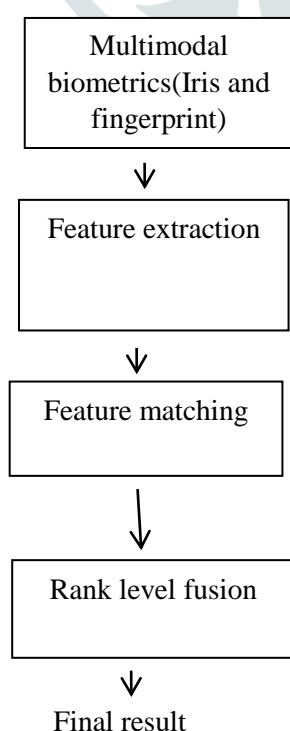 Multimodal
biometrics(Iris and
fingerprint)
Feature extraction
Feature matching
Rank level fusion
Final result